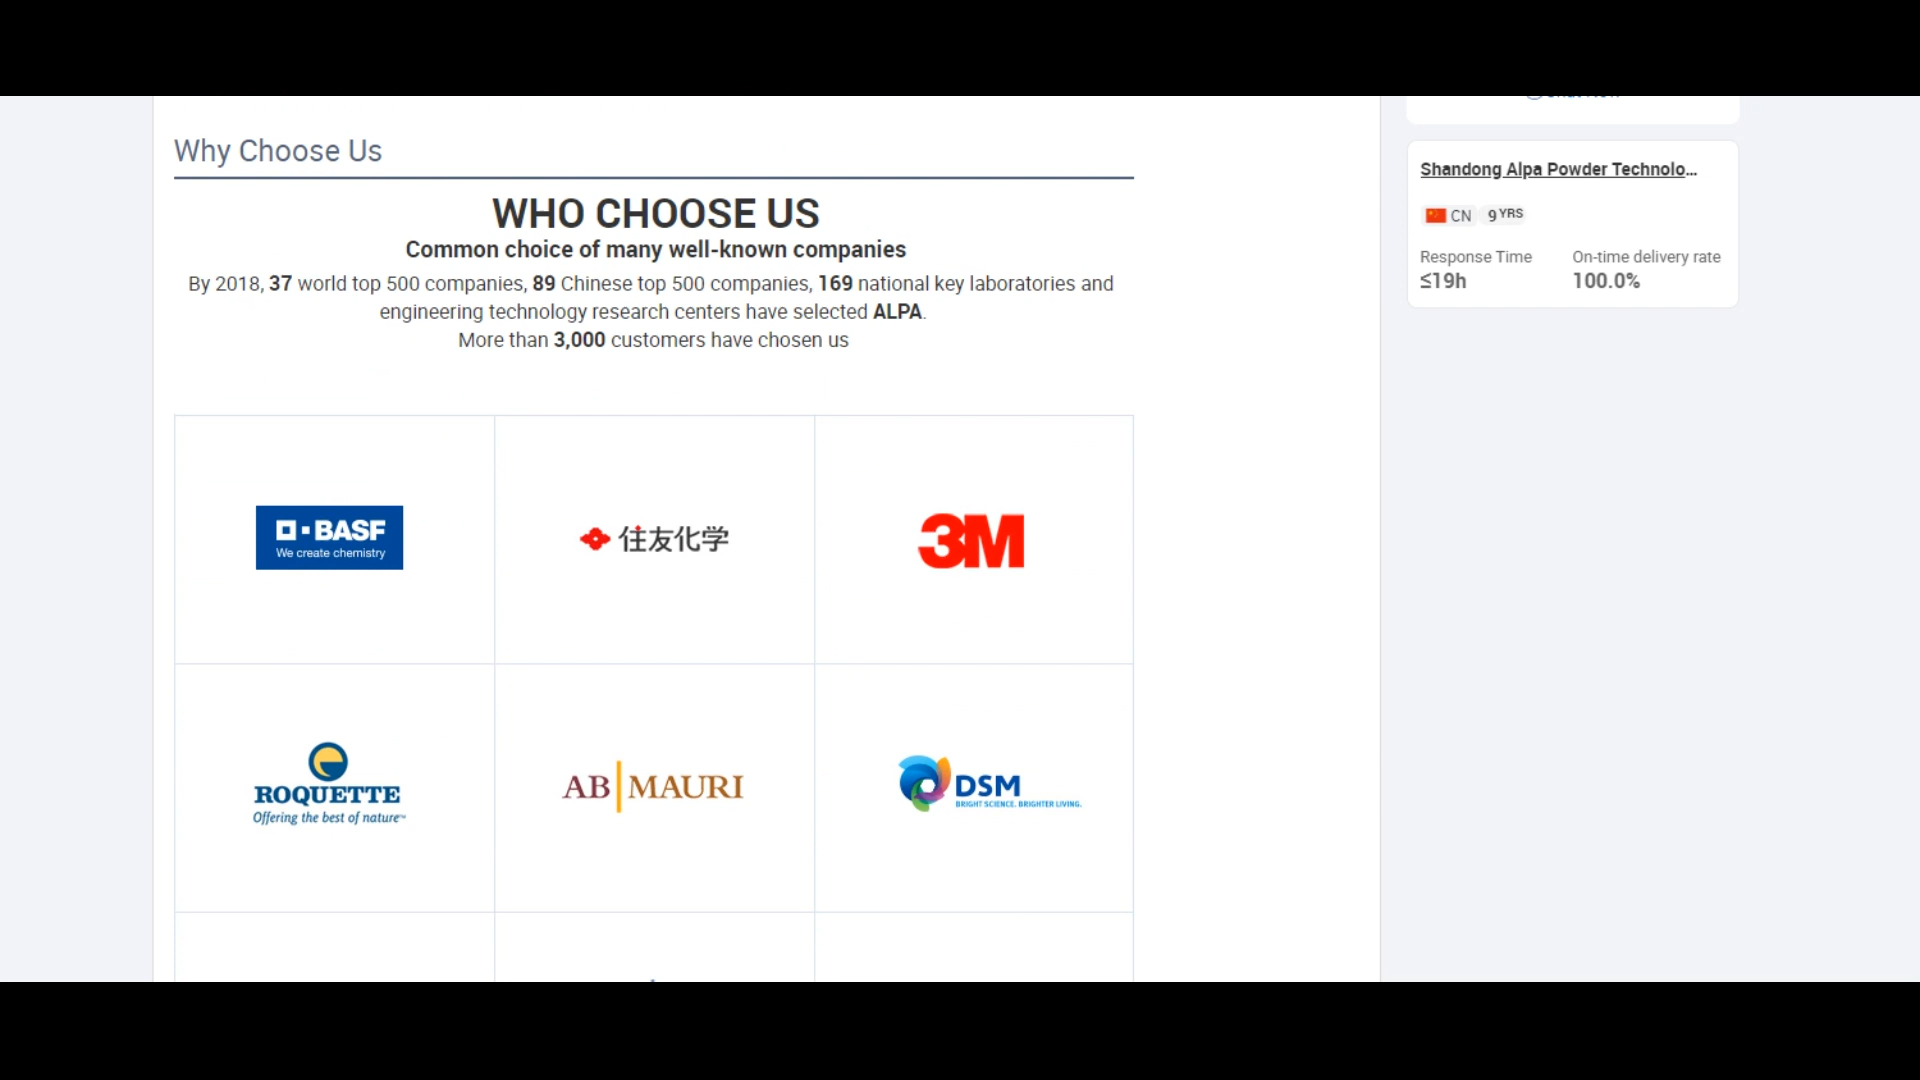 Why Choose Us
WHO CHOOSE US
Common choice of many well-known companies
By 2018, 37 world top 500 companies, 89 Chinese top 500 companies, 169 national key laboratories and
engineering technology research centers have selected ALPA.
More than 3,000 customers have chosen us
BASF
We create chemistry
住友化学
3M
ROQUETTE
Offering the best of nature™
AB MAURI
DSM
BRIGHT SCIENCE. BRIGHTER LIVING.
Shandong Alpa Powder Technolo...
CN 9 YRS
Response Time On-time delivery rate
≤19h 100.0%